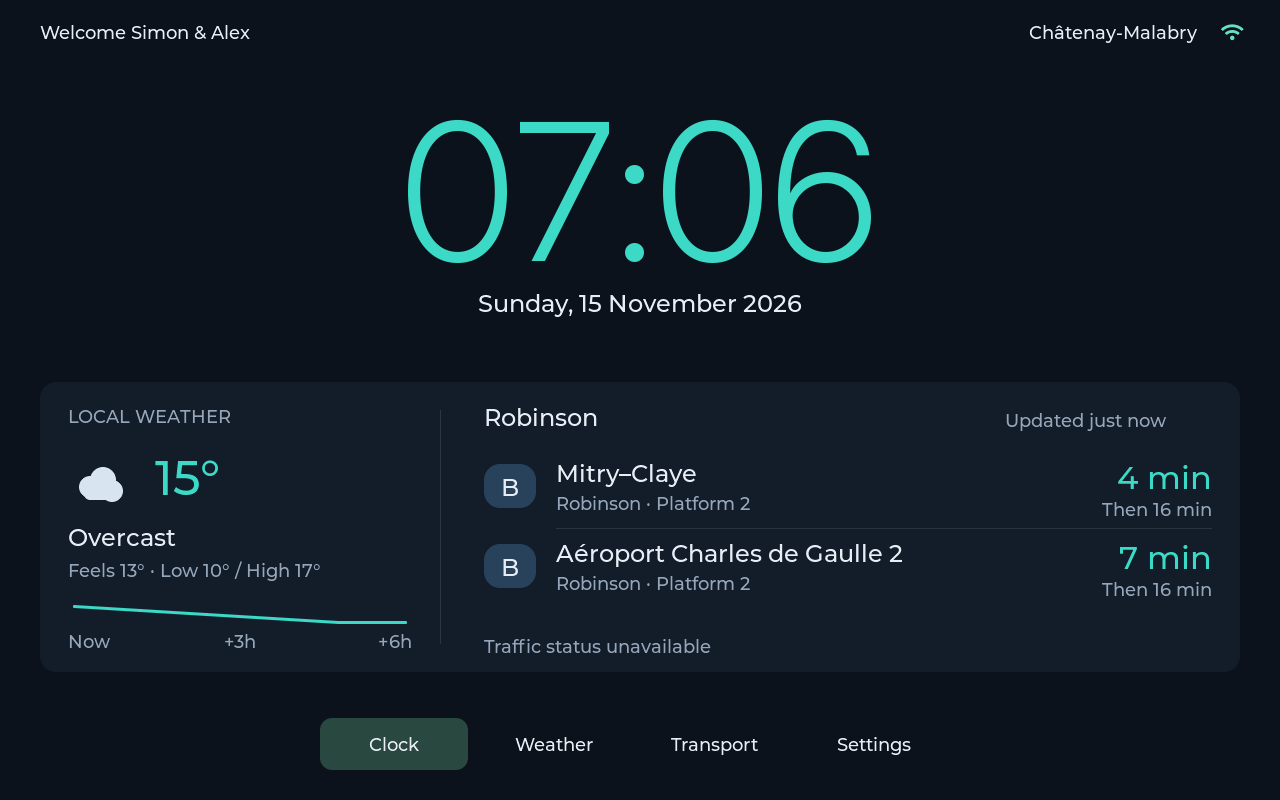 Welcome Simon & Alex
Châtenay-Malabry
07:06
Sunday, 15 November 2026
LOCAL WEATHER
15°
Overcast
Feels 13° · Low 10° / High 17°
Now +3h +6h
Robinson
Updated just now
B
Mitry–Claye
Robinson · Platform 2
4 min
Then 16 min
B
Aéroport Charles de Gaulle 2
Robinson · Platform 2
7 min
Then 16 min
Traffic status unavailable
Clock Weather Transport Settings